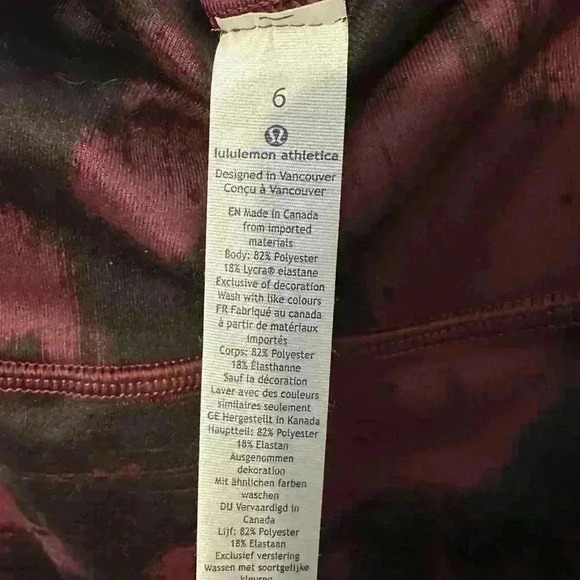 6
lululemon athletica
Designed in Vancouver
Conçu à Vancouver
EN Made in Canada
from imported
materials
Body: 82% Polyester
18% Lycra® elastane
Exclusive of decoration
Wash with like colours
FR Fabriqué au canada
à partir de matériaux
importés
Corps: 82% Polyester
18% Élasthanne
Sauf la décoration
Laver avec des couleurs
similaires seulement
GE Hergestellt in Kanada
Hauptteil: 82% Polyester
18% Elastan
Ausgenommen
dekoration
Mit ähnlichen farben
waschen
DU Vervaardigd in
Canada
Lijf: 82% Polyester
18% Elastaan
Exclusief versiering
Wassen met soortgelijke
kleuren